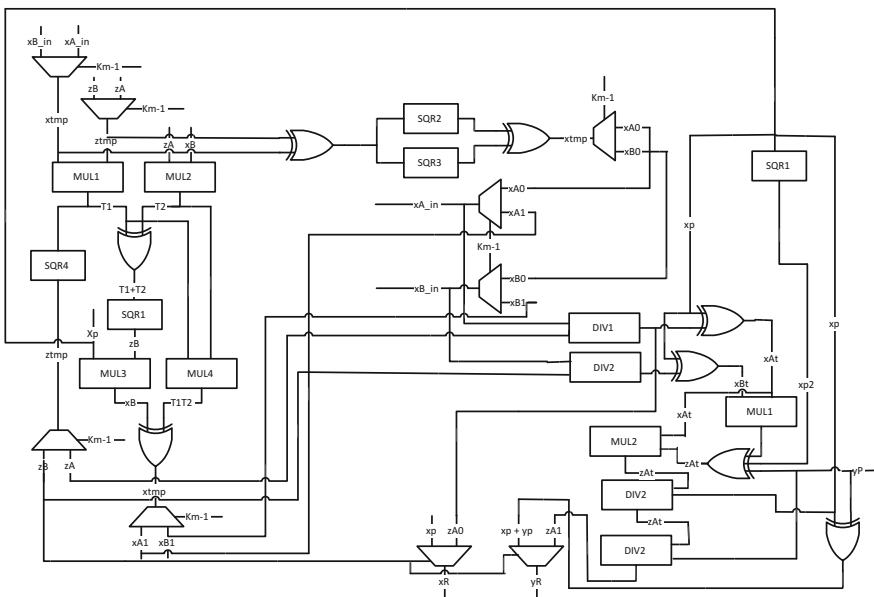 xB_in xA_in
Km-1
zB zA
Km-1
xtmp
ztmp
zA xB
SQR2
SQR3
xtmp
Km-1
xA0
xB0
SQR1
MUL1
MUL2
T1 T2
xA_in
xA0
xA1
Km-1
xB_in
xB0
xB1
SQR4
T1+T2
SQR1
zB
Xp
ztmp
MUL3
MUL4
xB
T1T2
DIV1
DIV2
xp
xp
xAt
xBt
xp2
MUL1
xAt
MUL2
zAt
zAt
yP
DIV2
zAt
DIV2
Km-1
zB zA
xtmp
Km-1
xA1 xB1
xp zA0
xp + yp zA1
xR
yR